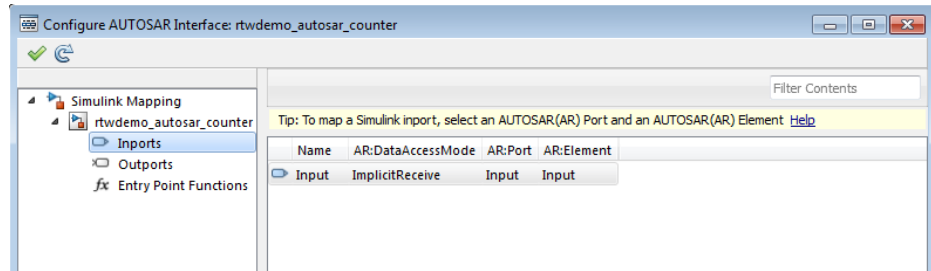 Configure AUTOSAR Interface: rtwdemo_autosar_counter
Filter Contents
Simulink Mapping
rtwdemo_autosar_counter
Inports
Outports
fx Entry Point Functions
Tip: To map a Simulink inport, select an AUTOSAR(AR) Port and an AUTOSAR(AR) Element Help
Name AR:DataAccessMode AR:Port AR:Element
Input ImplicitReceive Input Input